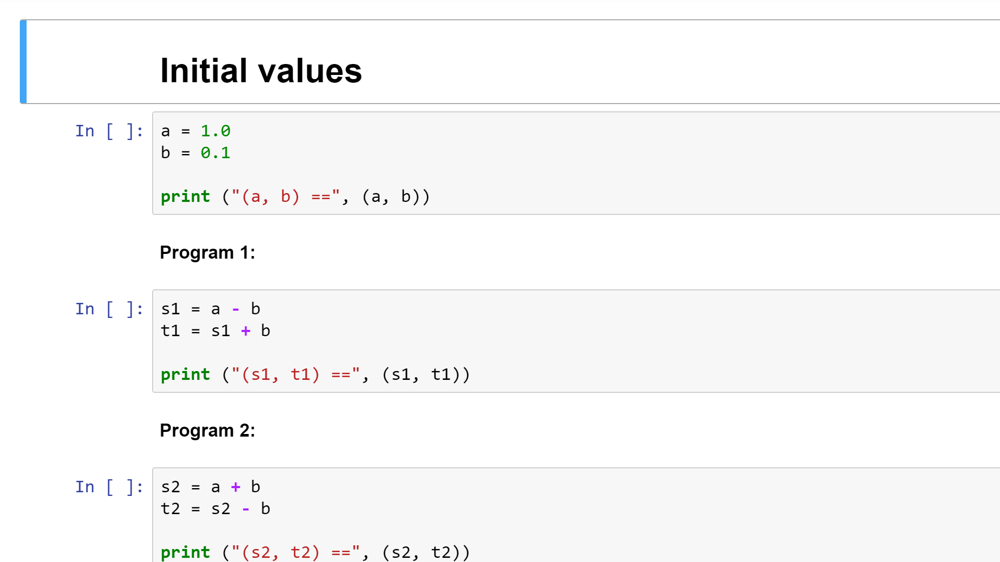 Initial values
In [ ]: a = 1.0
b = 0.1
print ("(a, b) ==", (a, b))
Program 1:
In [ ]: s1 = a - b
t1 = s1 + b
print ("(s1, t1) ==", (s1, t1))
Program 2:
In [ ]: s2 = a + b
t2 = s2 - b
print ("(s2, t2) ==", (s2, t2))